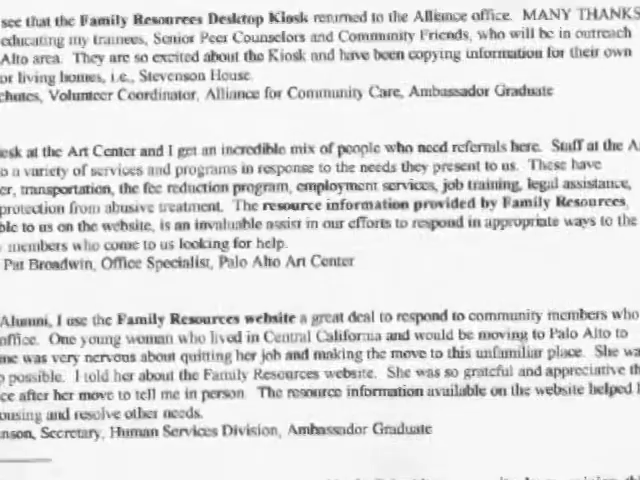 see that the Family Resources Desktop Kiosk returned to the Alliance office. MANY THANKS
educating my trainees, Senior Peer Counselors and Community Friends, who will be in outreach
Alto area. They are so excited about the Kiosk and have been copying information for their own
or living homes, i.e., Stevenson House.
chutes, Volunteer Coordinator, Alliance for Community Care, Ambassador Graduate
esk at the Art Center and I get an incredible mix of people who need referrals here. Staff at the A
o a variety of services and programs in response to the needs they present to us. These have
er, transportation, the fee reduction program, employment services, job training, legal assistance,
protection from abusive treatment. The resource information provided by Family Resources,
ble to us on the website, is an invaluable assist in our efforts to respond in appropriate ways to the
members who come to us looking for help.
Pat Broadwin, Office Specialist, Palo Alto Art Center
Alumni, I use the Family Resources website a great deal to respond to community members who
office. One young woman who lived in Central California and would be moving to Palo Alto to
me was very nervous about quitting her job and making the move to this unfamiliar place. She wa
possible. I told her about the Family Resources website. She was so grateful and appreciative th
ce after her move to tell me in person. The resource information available on the website helped
ousing and resolve other needs.
nson, Secretary, Human Services Division, Ambassador Graduate